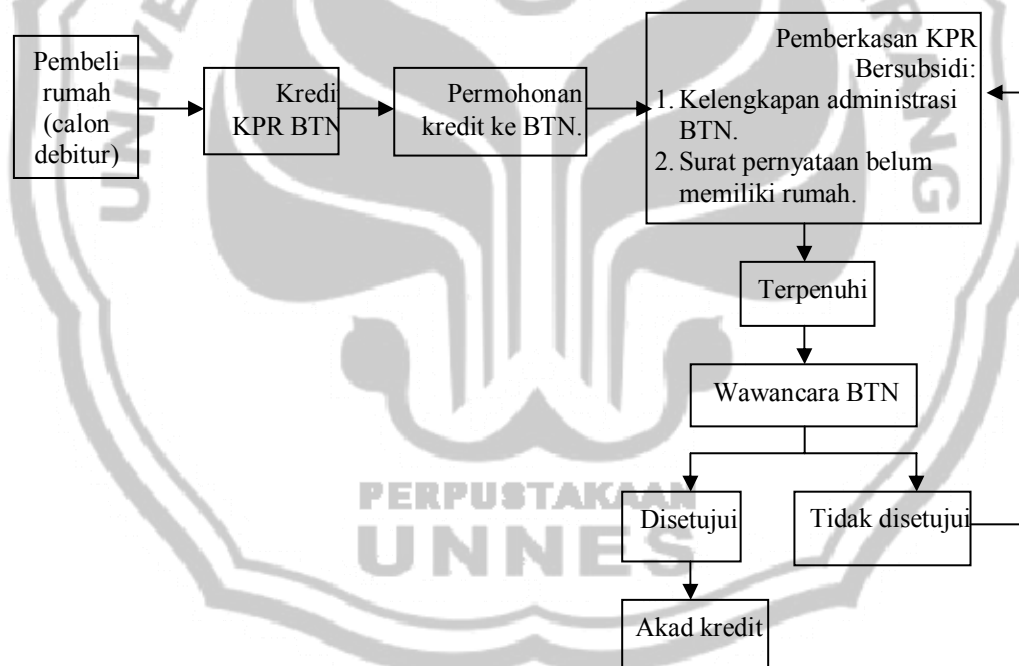 Pembeli
rumah
(calon
debitur)
Kredi
KPR BTN
Permohonan
kredit ke BTN.
Pemberkasan KPR
Bersubsidi:
1. Kelengkapan administrasi
BTN.
2. Surat pernyataan belum
memiliki rumah.
Terpenuhi
Wawancara BTN
Disetujui
Tidak disetujui
Akad kredit
PERPUSTAKAAN
UNNES